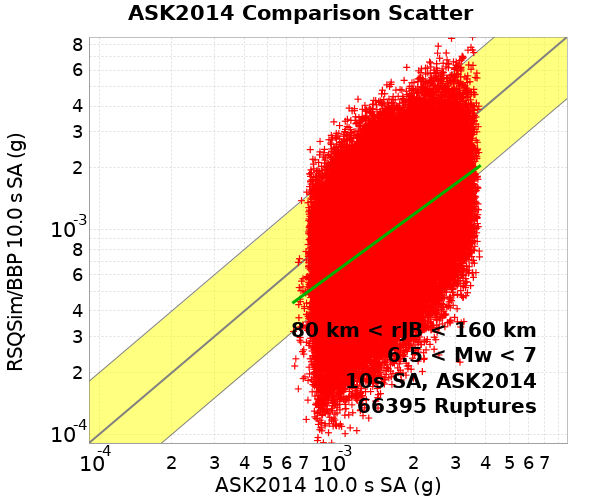 ASK2014 Comparison Scatter
8
6
4
3
2
10-3
8
6
4
3
2
10-4
RSQSim/BBP 10.0 s SA (g)
80 km < rJB < 160 km
6.5 < Mw < 7
10s SA, ASK2014
66395 Ruptures
10-4 2 3 4 5 6 7 10-3 2 3 4 5 6 7
ASK2014 10.0 s SA (g)